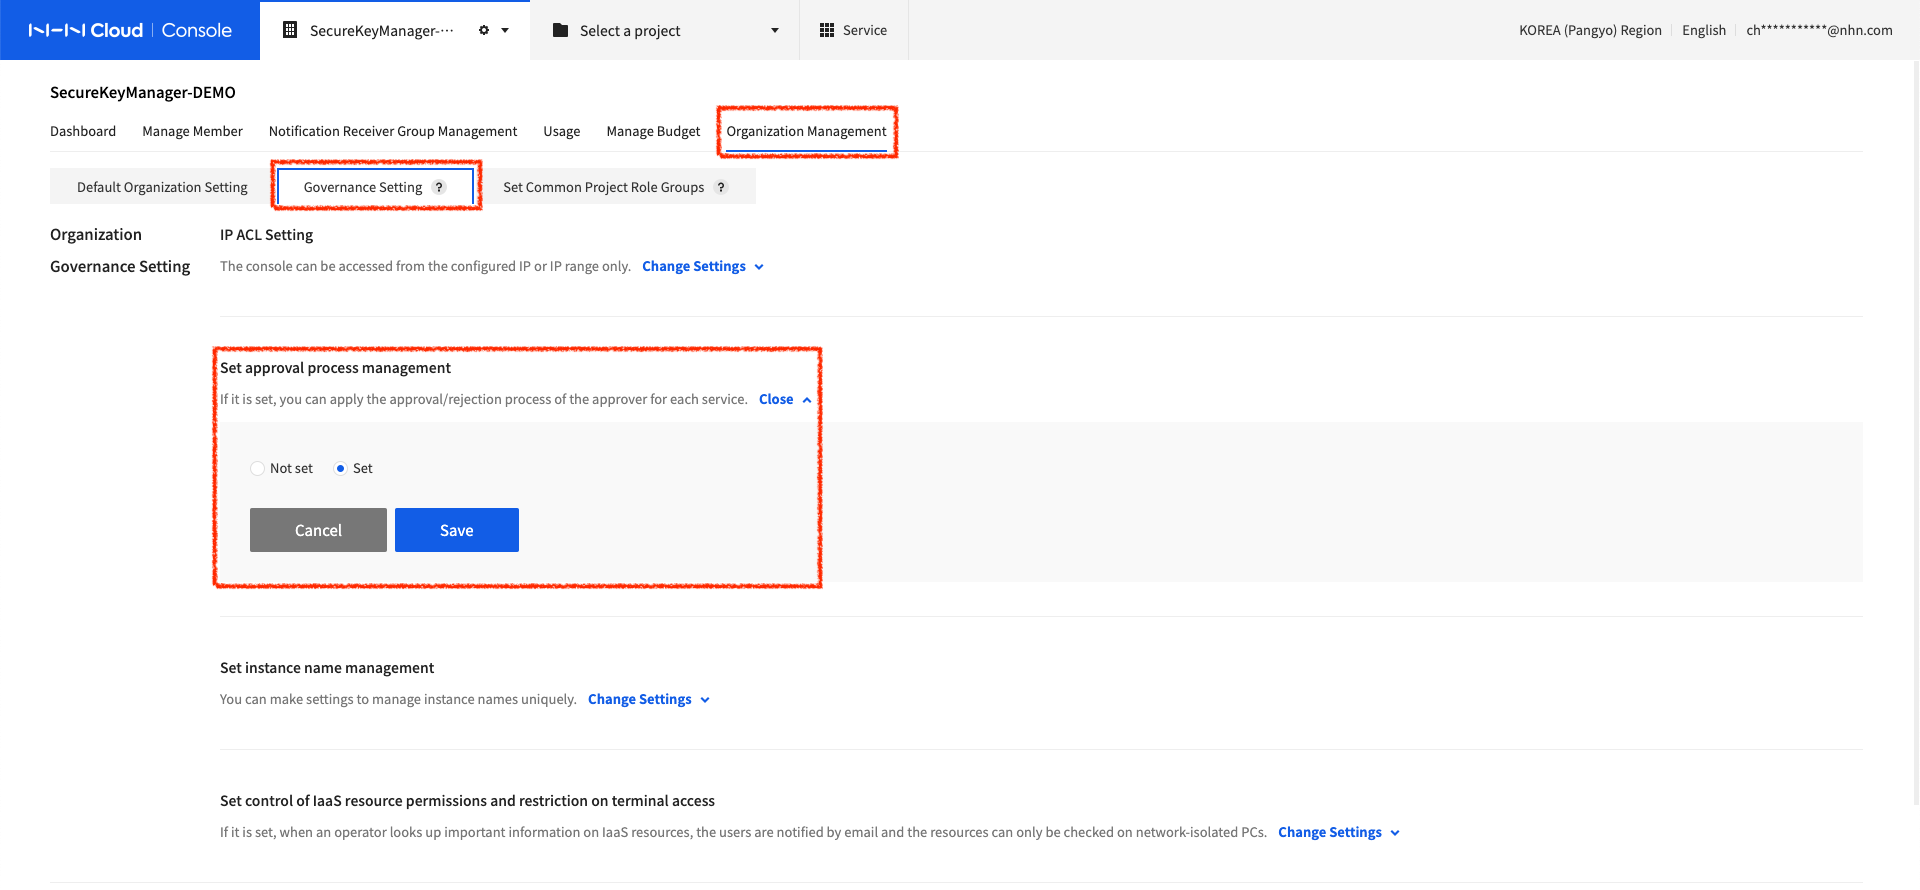 NHN Cloud | Console
SecureKeyManager-···
Select a project
Service
KOREA (Pangyo) Region
English
ch***********@nhn.com
SecureKeyManager-DEMO
Dashboard
Manage Member
Notification Receiver Group Management
Usage
Manage Budget
Organization Management
Default Organization Setting
Governance Setting ?
Set Common Project Role Groups ?
Organization
Governance Setting
IP ACL Setting
The console can be accessed from the configured IP or IP range only. Change Settings
Set approval process management
If it is set, you can apply the approval/rejection process of the approver for each service. Close
Not set
Set
Cancel
Save
Set instance name management
You can make settings to manage instance names uniquely. Change Settings
Set control of IaaS resource permissions and restriction on terminal access
If it is set, when an operator looks up important information on IaaS resources, the users are notified by email and the resources can only be checked on network-isolated PCs. Change Settings